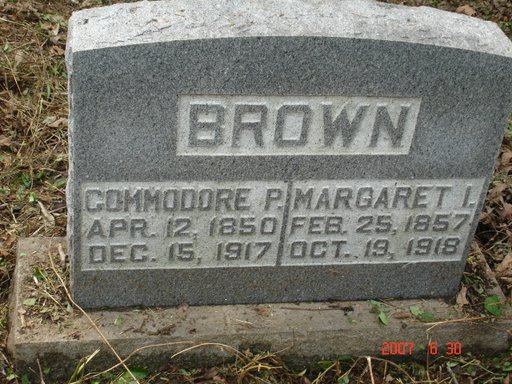 BROWN
COMMODORE P.
APR. 12, 1850
DEC. 15, 1917
MARGARET I.
FEB. 25, 1857
OCT. 19, 1918
2007 6 30